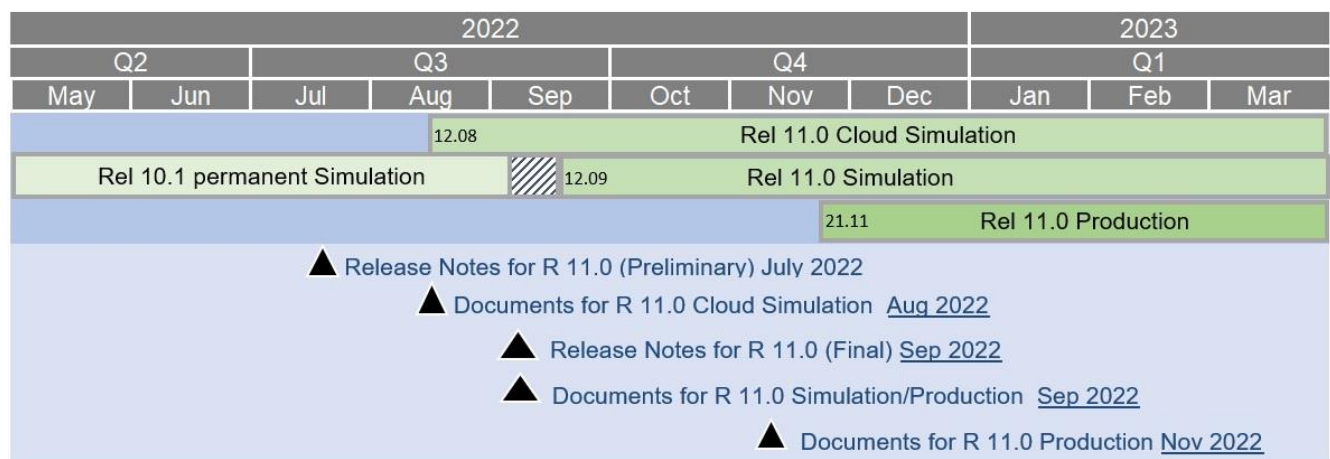 2022 2023
Q2 Q3 Q4 Q1
May Jun Jul Aug Sep Oct Nov Dec Jan Feb Mar
12.08 Rel 11.0 Cloud Simulation
Rel 10.1 permanent Simulation 12.09 Rel 11.0 Simulation
21.11 Rel 11.0 Production
Release Notes for R 11.0 (Preliminary) July 2022
Documents for R 11.0 Cloud Simulation Aug 2022
Release Notes for R 11.0 (Final) Sep 2022
Documents for R 11.0 Simulation/Production Sep 2022
Documents for R 11.0 Production Nov 2022